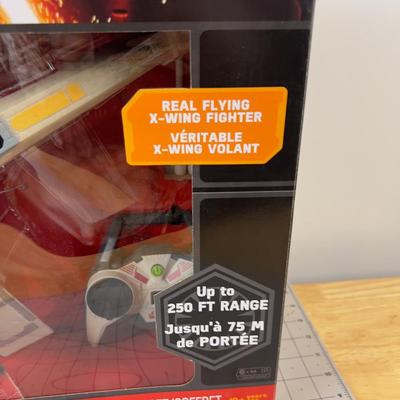 REAL FLYING
X-WING FIGHTER
VÉRITABLE
X-WING VOLANT
Up to
250 FT RANGE
Jusqu'à 75 M
de PORTÉE